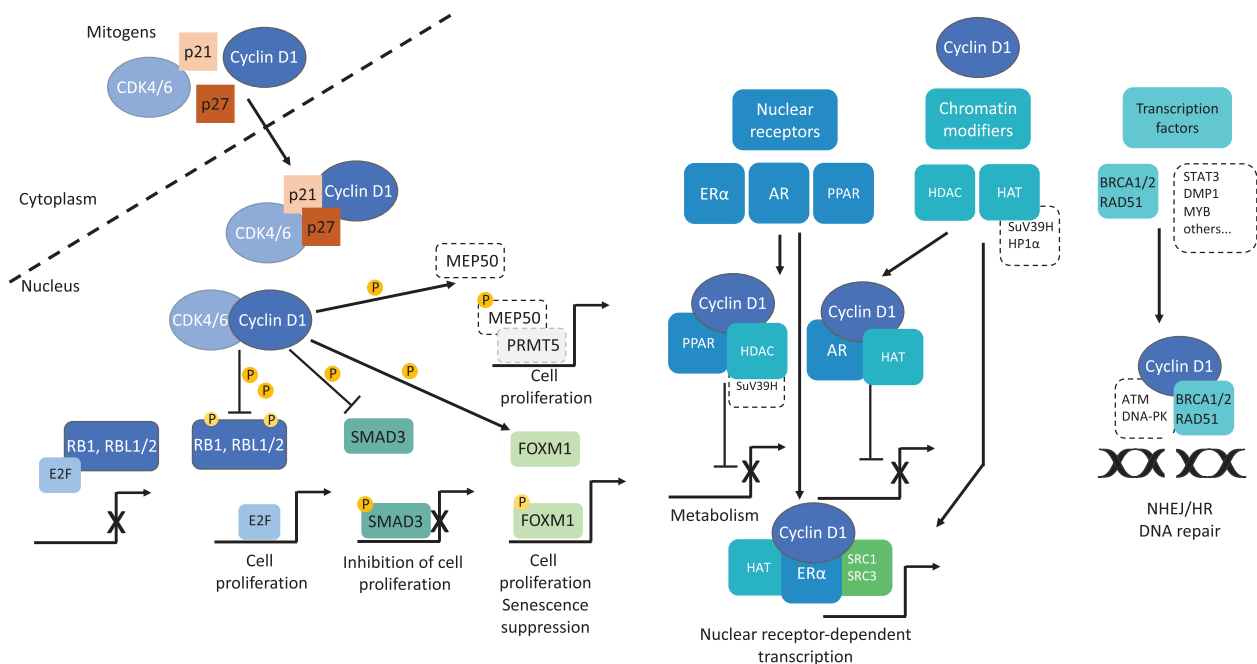 Mitogens
p21
Cyclin D1
CDK4/6
p27
Cytoplasm
p21
Cyclin D1
CDK4/6
p27
Nucleus
MEP50
P
CDK4/6
Cyclin D1
P
MEP50
PRMT5
Cell
proliferation
P
P
P
P
P
P
RB1, RBL1/2
E2F
X
RB1, RBL1/2
SMAD3
FOXM1
E2F
Cell
proliferation
P
SMAD3
X
Inhibition of cell
proliferation
P
FOXM1
Cell
proliferation
Senescence
suppression
Cyclin D1
Nuclear
receptors
Chromatin
modifiers
Transcription
factors
ERα
AR
PPAR
HDAC
HAT
SuV39H
HP1α
BRCA1/2
RAD51
STAT3
DMP1
MYB
others...
Cyclin D1
PPAR
HDAC
SuV39H
X
Metabolism
Cyclin D1
AR
HAT
X
Cyclin D1
HAT
ERα
SRC1
SRC3
Nuclear receptor-dependent
transcription
Cyclin D1
ATM
DNA-PK
BRCA1/2
RAD51
NHEJ/HR
DNA repair